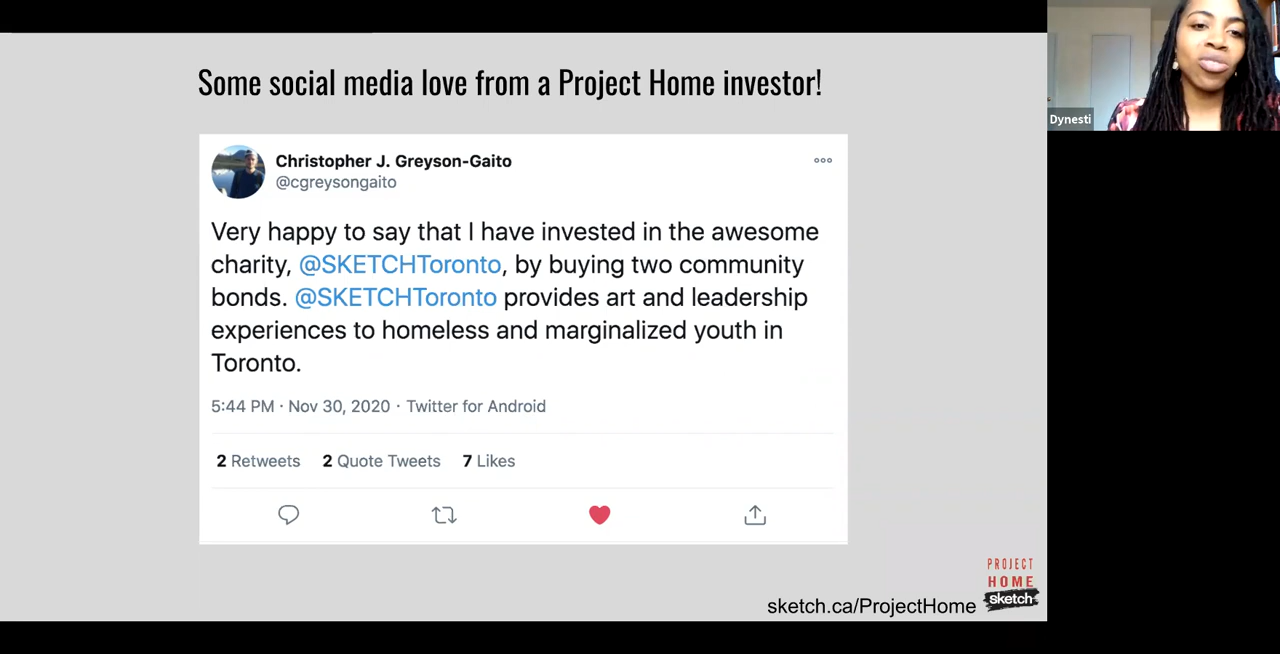 Some social media love from a Project Home investor!
Dynesti
Christopher J. Greyson-Gaito
@cgreysongaito
Very happy to say that I have invested in the awesome
charity, @SKETCHToronto, by buying two community
bonds. @SKETCHToronto provides art and leadership
experiences to homeless and marginalized youth in
Toronto.
5:44 PM · Nov 30, 2020 · Twitter for Android
2 Retweets 2 Quote Tweets 7 Likes
PROJECT
HOME
sketch
sketch.ca/ProjectHome